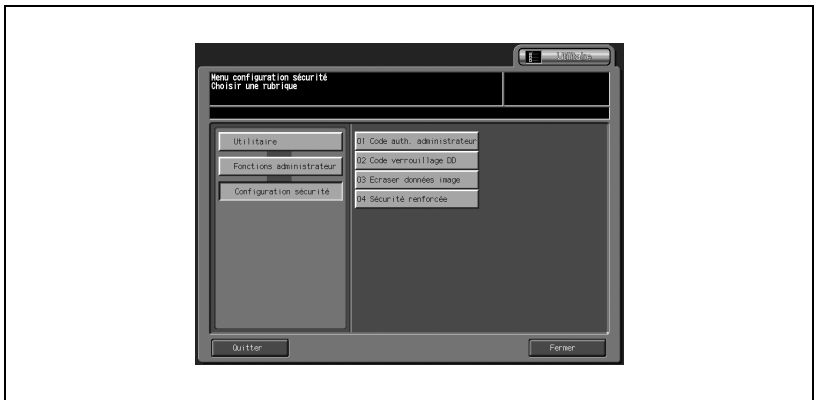 Utilitaire
Menu configuration sécurité
Choisir une rubrique
Utilitaire
Fonctions administrateur
Configuration sécurité
01 Code auth. administrateur
02 Code verrouillage DD
03 Ecraser données image
04 Sécurité renforcée
Quitter
Fermer